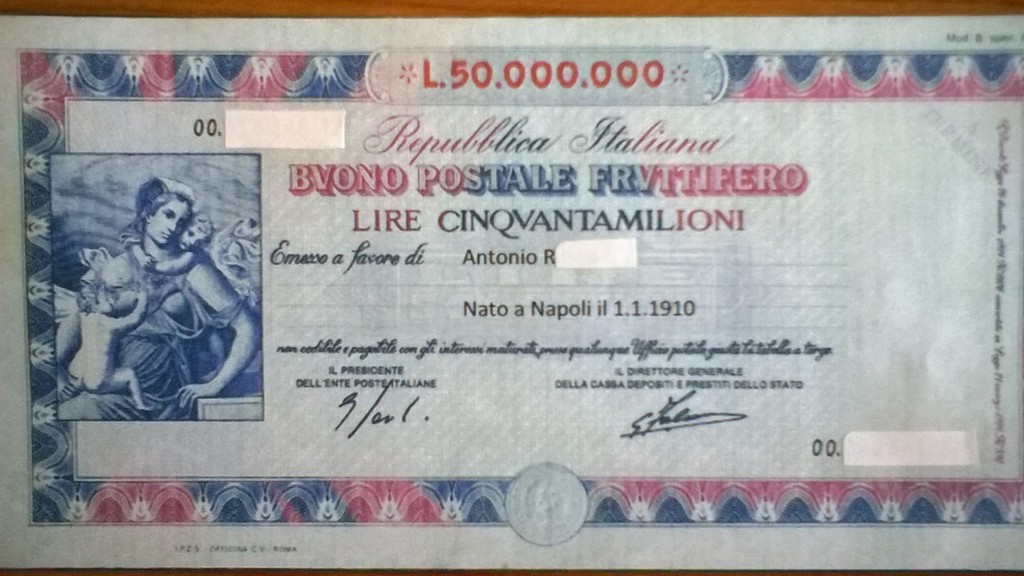 Mod. B
* L.50.000.000 *
00.
Repubblica Italiana
BVONO POSTALE FRVTTIFERO
LIRE CINQVANTAMILIONI
Emesso a favore di Antonio R
Nato a Napoli il 1.1.1910
non cedibile e pagabile con gli interessi maturati, presso qualunque Ufficio postale, giusta la tabella a tergo.
IL PRESIDENTE
DELL'ENTE POSTE ITALIANE
IL DIRETTORE GENERALE
DELLA CASSA DEPOSITI E PRESTITI DELLO STATO
00.
I.P.Z.S. - OFFICINA C.V. - ROMA